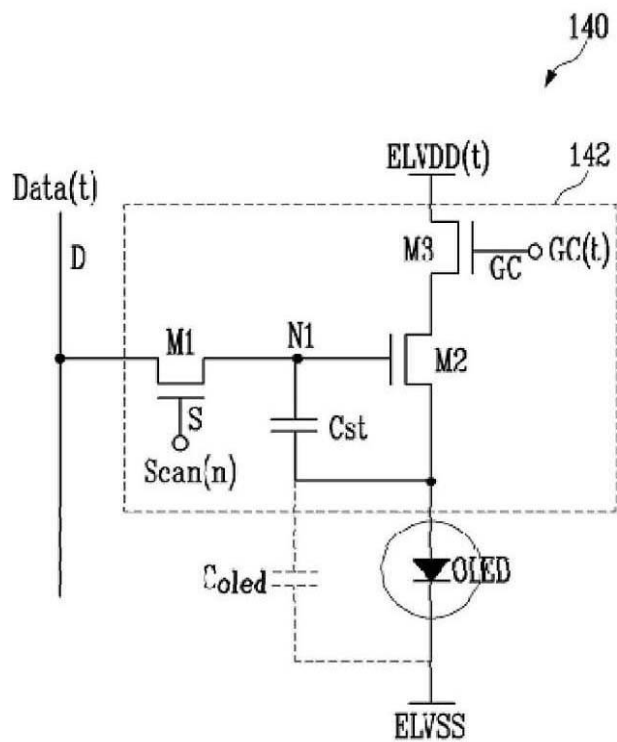 140
ELVDD(t)
142
Data(t)
D
M3
GC
GC(t)
M1
N1
M2
S
Cst
Scan(n)
Coled
OLED
ELVSS